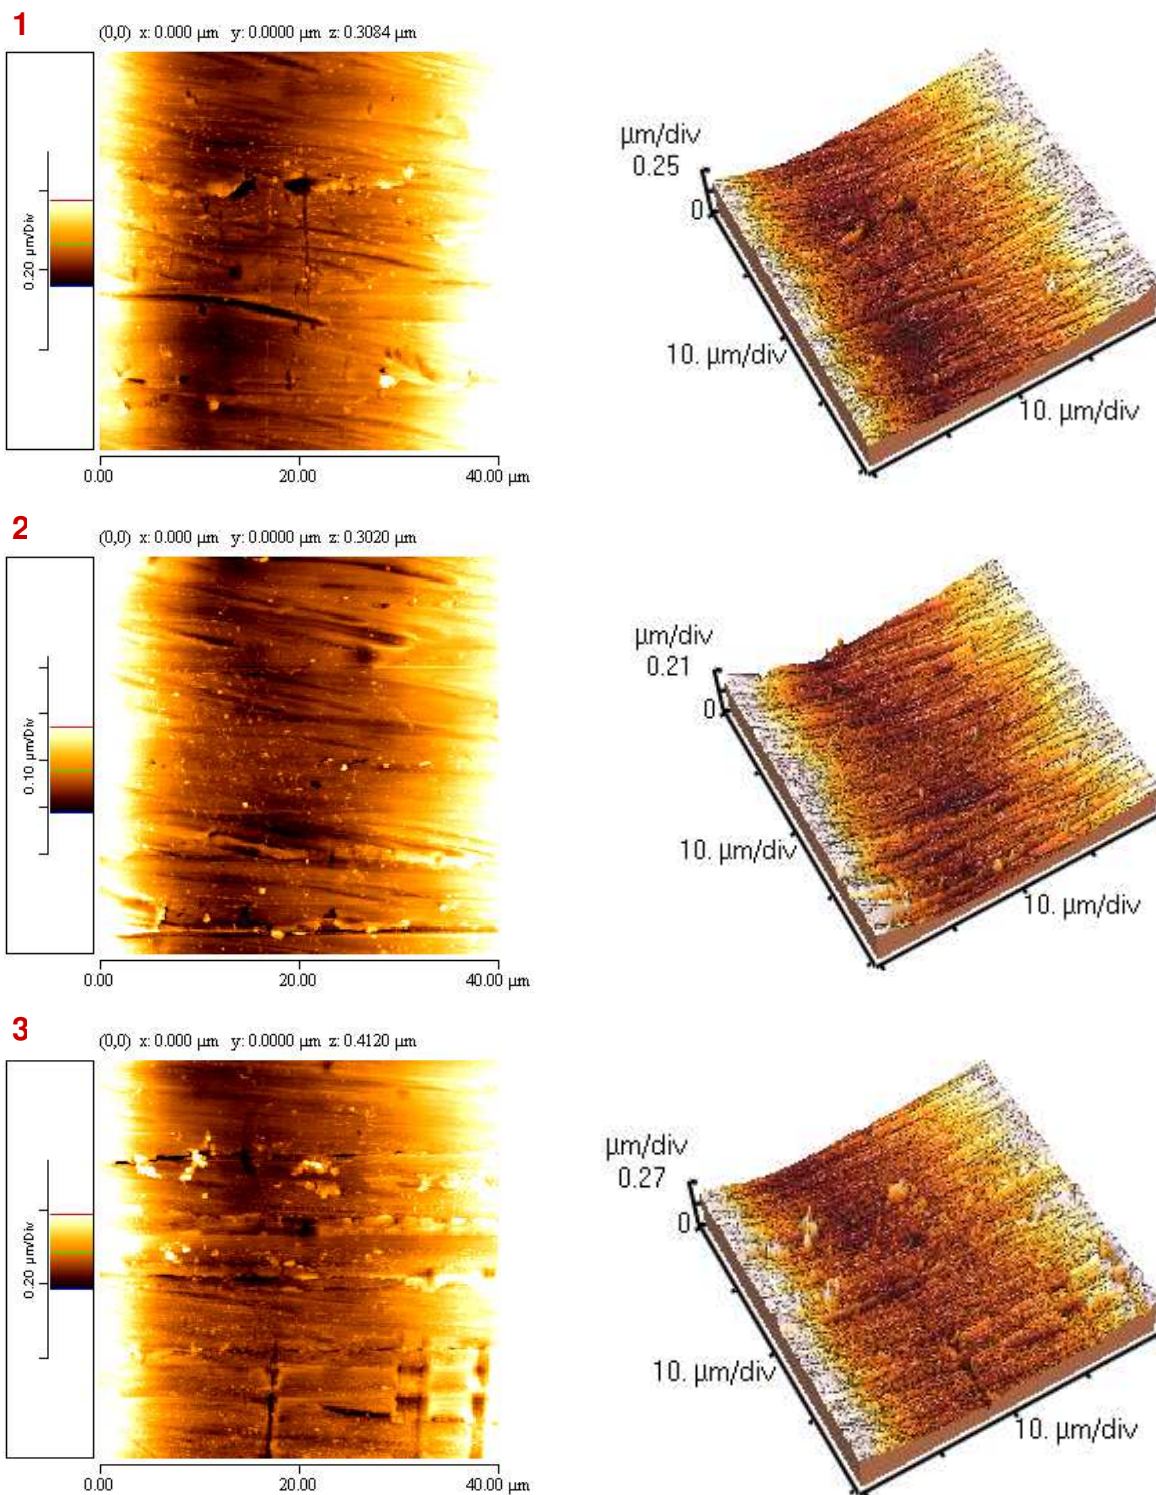 1
(0,0) x: 0.000 µm y: 0.0000 µm z: 0.3084 µm
0.20 µm/Div
0.00 20.00 40.00 µm
µm/div
0.25
0
10. µm/div
10. µm/div
2
(0,0) x: 0.000 µm y: 0.0000 µm z: 0.3020 µm
0.10 µm/Div
0.00 20.00 40.00 µm
µm/div
0.21
0
10. µm/div
10. µm/div
3
(0,0) x: 0.000 µm y: 0.0000 µm z: 0.4120 µm
0.20 µm/Div
0.00 20.00 40.00 µm
µm/div
0.27
0
10. µm/div
10. µm/div